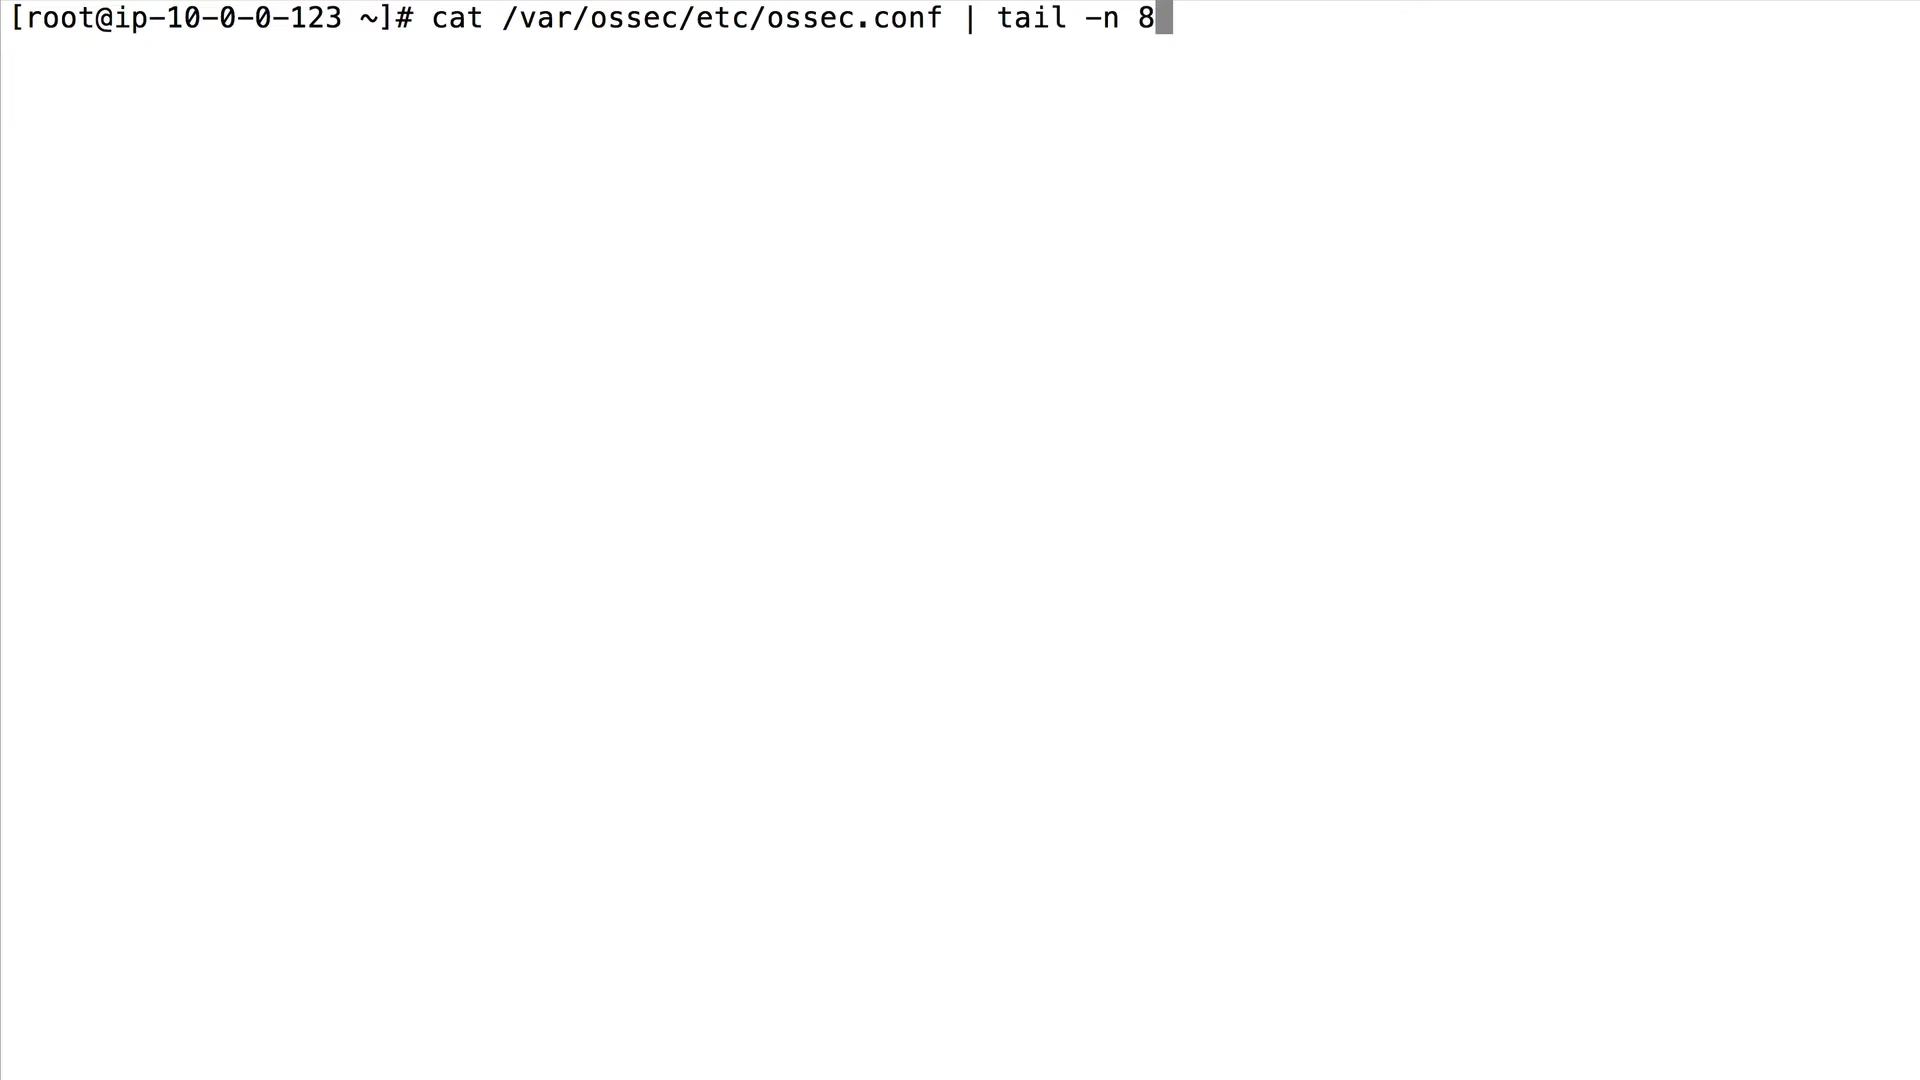 [root@ip-10-0-0-123 ~]# cat /var/ossec/etc/ossec.conf | tail -n 8